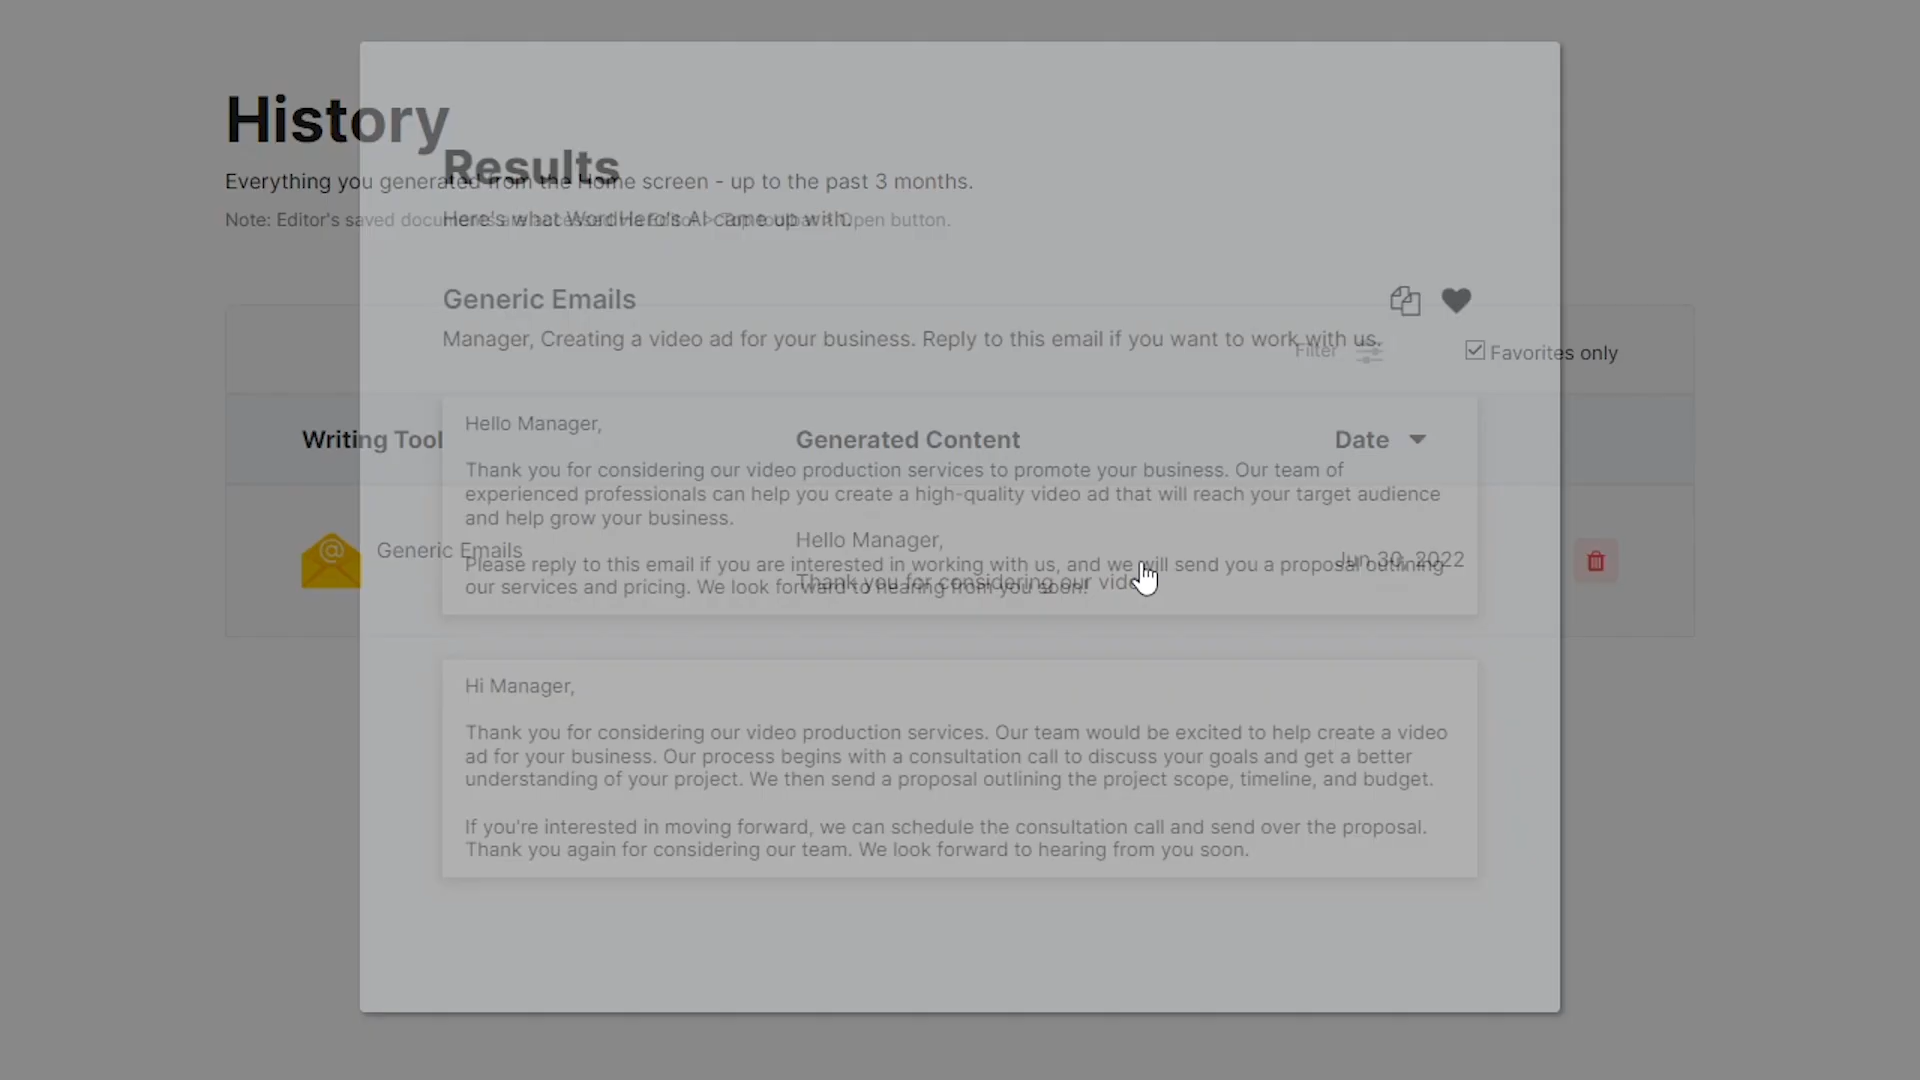 History
Everything you generated from the Home screen - up to the past 3 months.
Note: Editor's saved documents are accessed via Editor > Top toolbar > Open button.
Filter
Favorites only
Writing Tool
Generated Content
Date
Generic Emails
Hello Manager,
Thank you for considering our vide
Jun 30, 2022
Results
Here's what WordHero's AI came up with.
Generic Emails
Manager, Creating a video ad for your business. Reply to this email if you want to work with us.
Hello Manager,
Thank you for considering our video production services to promote your business. Our team of
experienced professionals can help you create a high-quality video ad that will reach your target audience
and help grow your business.
Please reply to this email if you are interested in working with us, and we will send you a proposal outlining
our services and pricing. We look forward to hearing from you soon!
Hi Manager,
Thank you for considering our video production services. Our team would be excited to help create a video
ad for your business. Our process begins with a consultation call to discuss your goals and get a better
understanding of your project. We then send a proposal outlining the project scope, timeline, and budget.
If you're interested in moving forward, we can schedule the consultation call and send over the proposal.
Thank you again for considering our team. We look forward to hearing from you soon.